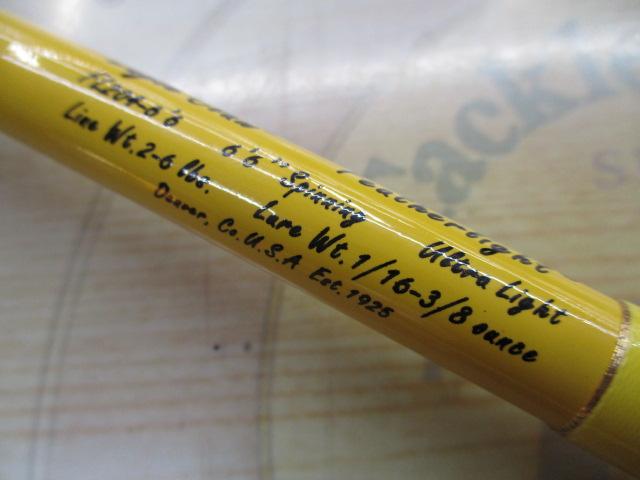 Featherlight
6'6" Spinning Ultra Light
Line Wt. 2-6 lbs. Lure Wt. 1/16-3/8 ounce
Denver, Co. U.S.A Est. 1925